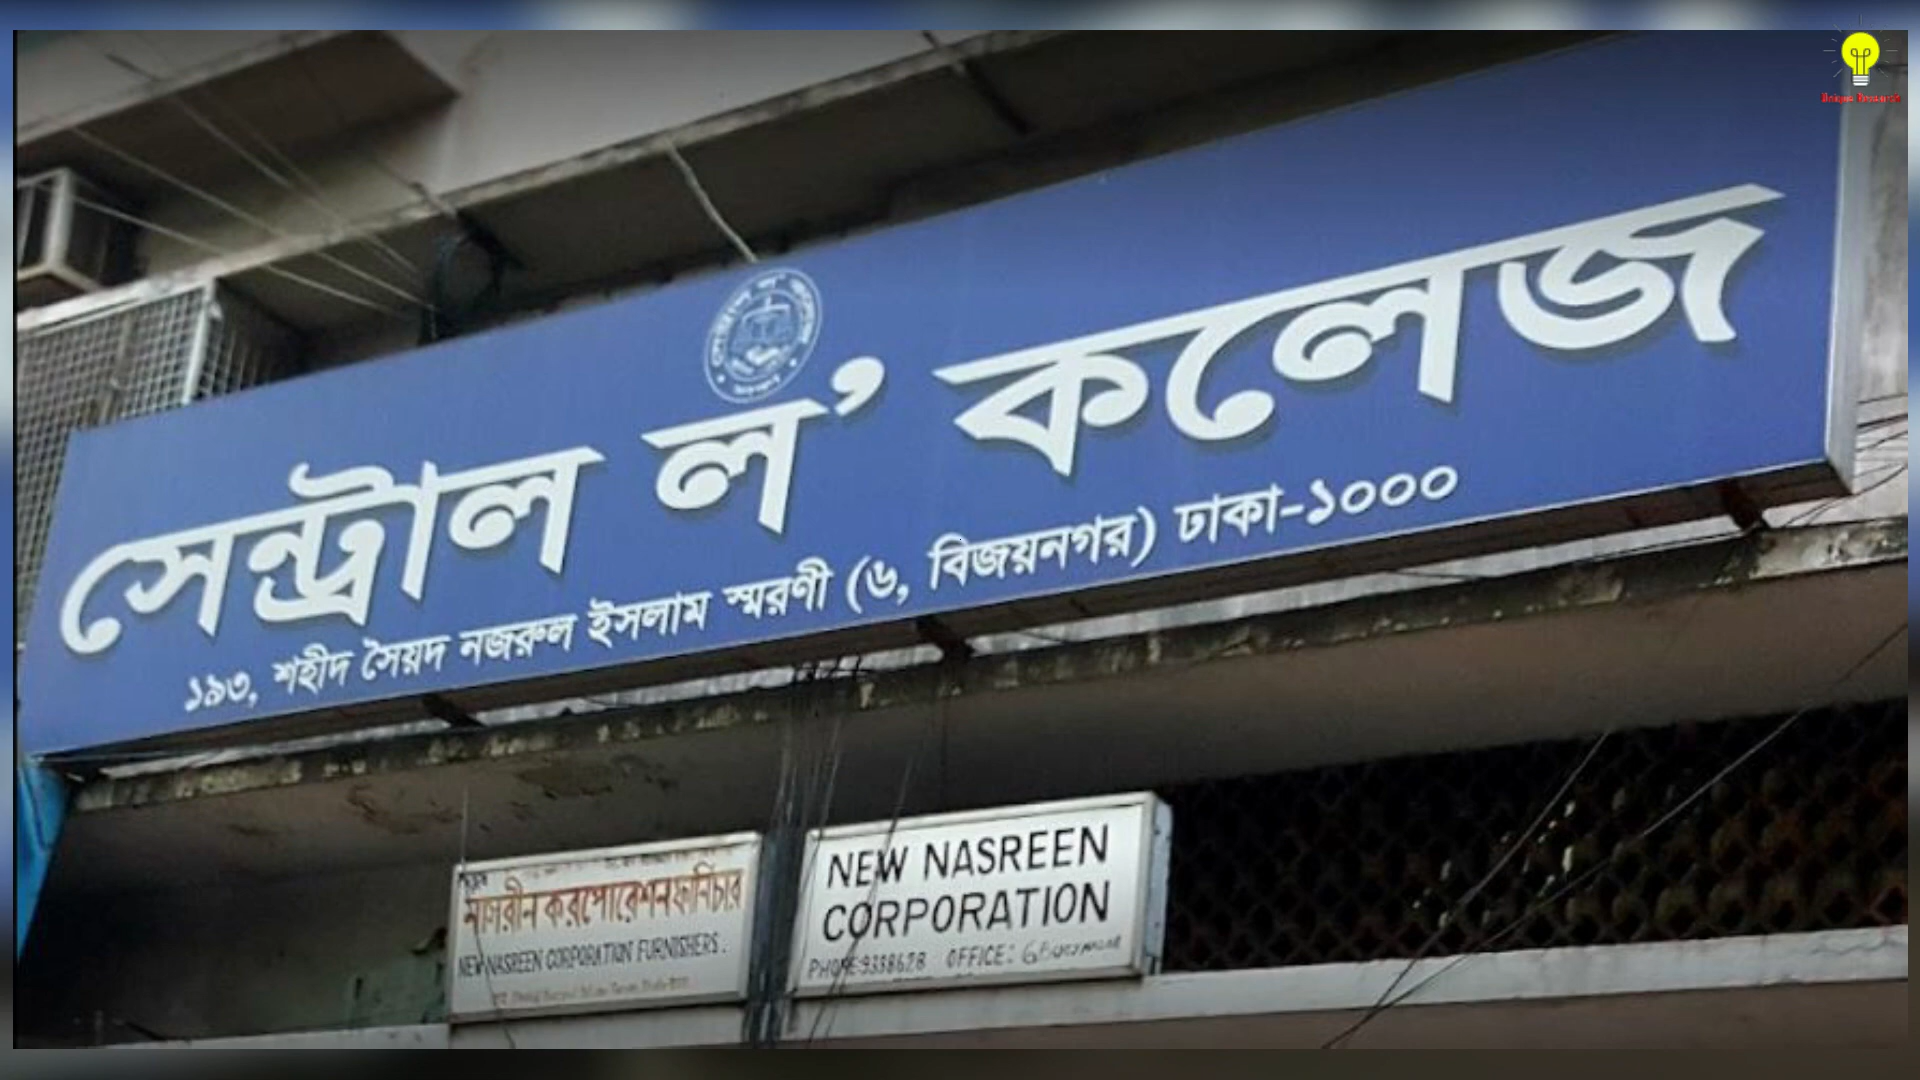 সেন্ট্রাল ল' কলেজ
১৯৩, শহীদ সৈয়দ নজরুল ইসলাম স্মরণী (৬, বিজয়নগর) ঢাকা-১০০০
নাসরীন করপোরেশন ফার্নিচার
NEW NASREEN CORPORATION FURNISHERS.
NEW NASREEN
CORPORATION
PHONE:9338628 OFFICE: 6